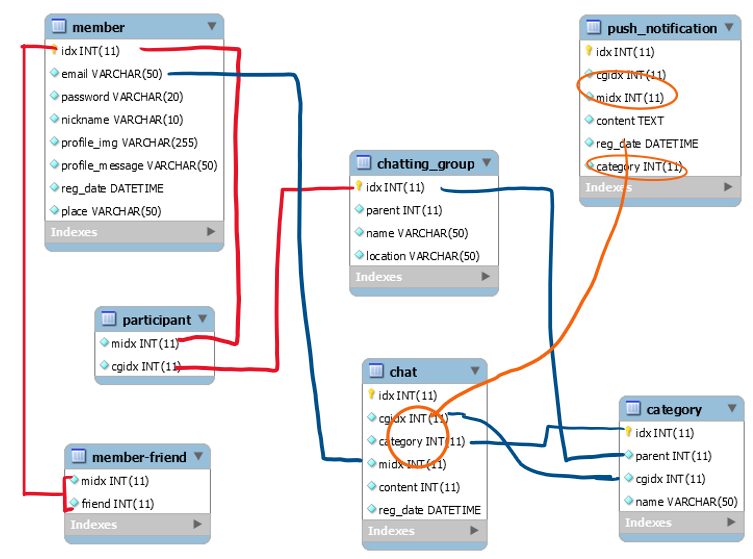 member
idx INT(11)
email VARCHAR(50)
password VARCHAR(20)
nickname VARCHAR(10)
profile_img VARCHAR(255)
profile_message VARCHAR(50)
reg_date DATETIME
place VARCHAR(50)
Indexes
push_notification
idx INT(11)
cgidx INT(11)
midx INT(11)
content TEXT
reg_date DATETIME
category INT(11)
Indexes
chatting_group
idx INT(11)
parent INT(11)
name VARCHAR(50)
location VARCHAR(50)
Indexes
participant
midx INT(11)
cgidx INT(11)
chat
idx INT(11)
cgidx INT(11)
category INT(11)
midx INT(11)
content INT(11)
reg_date DATETIME
category
idx INT(11)
parent INT(11)
cgidx INT(11)
name VARCHAR(50)
Indexes
member-friend
midx INT(11)
friend INT(11)
Indexes